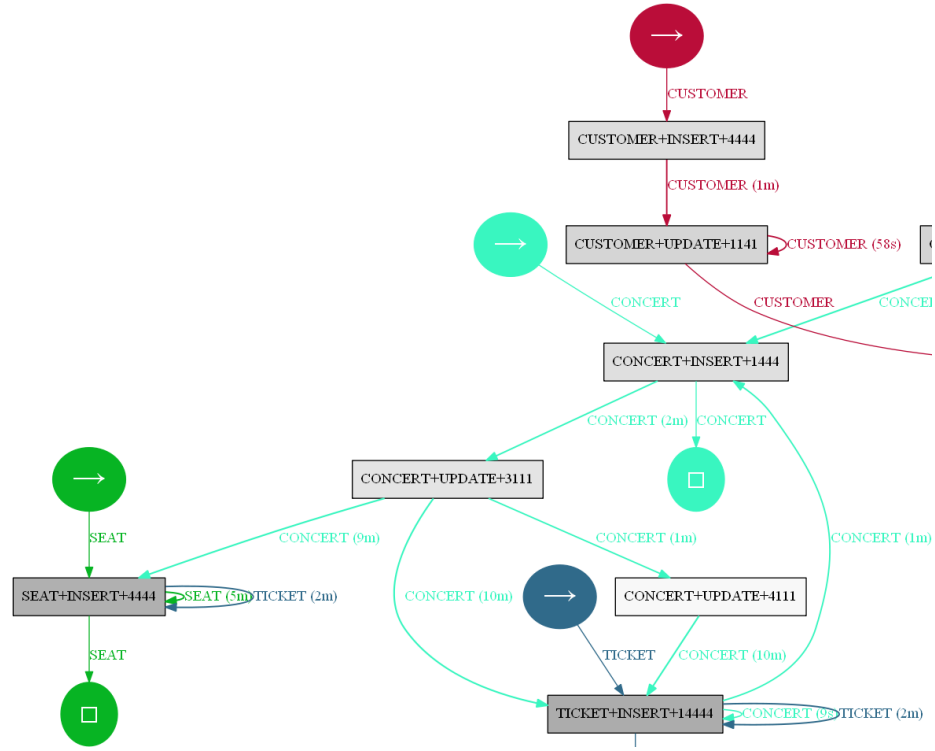 CUSTOMER
CUSTOMER+INSERT+4444
CUSTOMER (1m)
CUSTOMER+UPDATE+1141
CUSTOMER (58s)
CONCERT
CUSTOMER
CONCERT+INSERT+1444
CONCERT (2m)
CONCERT
CONCERT+UPDATE+3111
SEAT
CONCERT (9m)
CONCERT (1m)
CONCERT (1m)
SEAT+INSERT+4444
SEAT (5m)
TICKET (2m)
CONCERT (10m)
CONCERT+UPDATE+4111
SEAT
TICKET
CONCERT (10m)
TICKET+INSERT+14444
CONCERT (9s)
TICKET (2m)